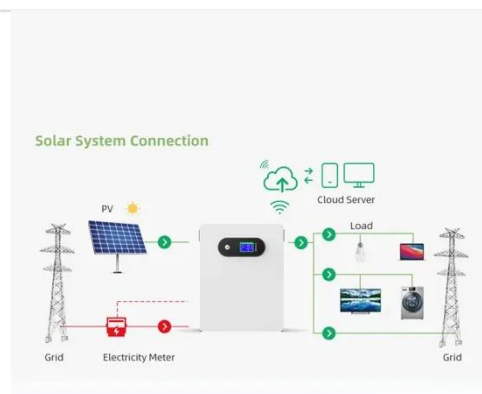 Solar System Connection
PV
Cloud Server
Load
Grid
Electricity Meter
Grid